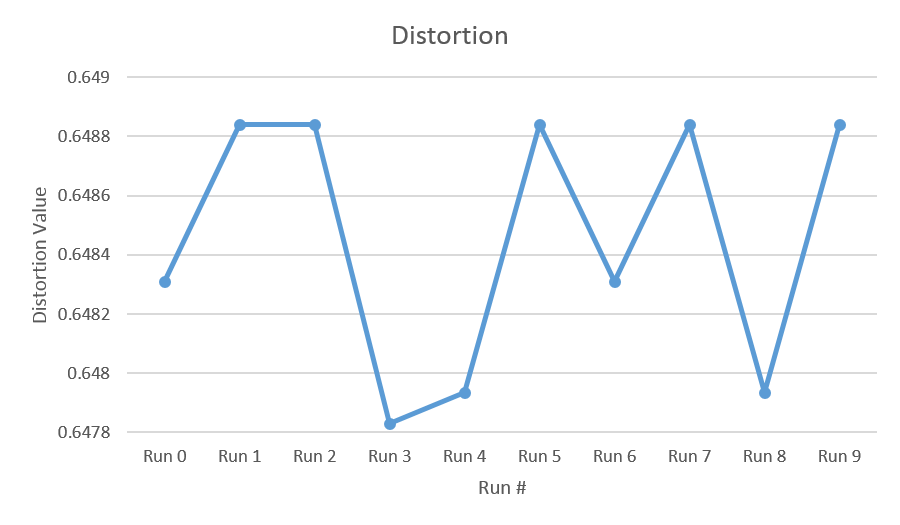 Distortion
0.649
0.6488
0.6486
0.6484
0.6482
0.648
0.6478
Distortion Value
Run 0 Run 1 Run 2 Run 3 Run 4 Run 5 Run 6 Run 7 Run 8 Run 9
Run #